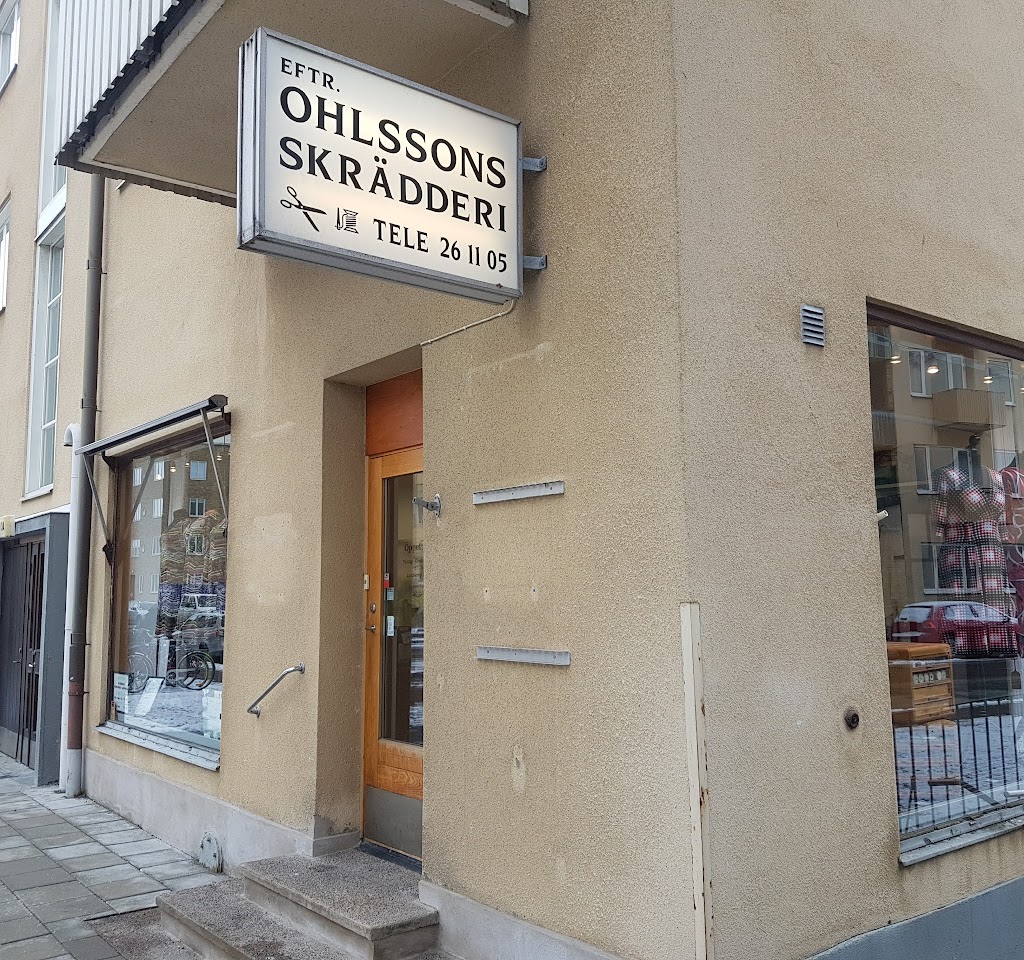 EFTR.
OHLSSONS
SKRÄDDERI
TELE 26 11 05